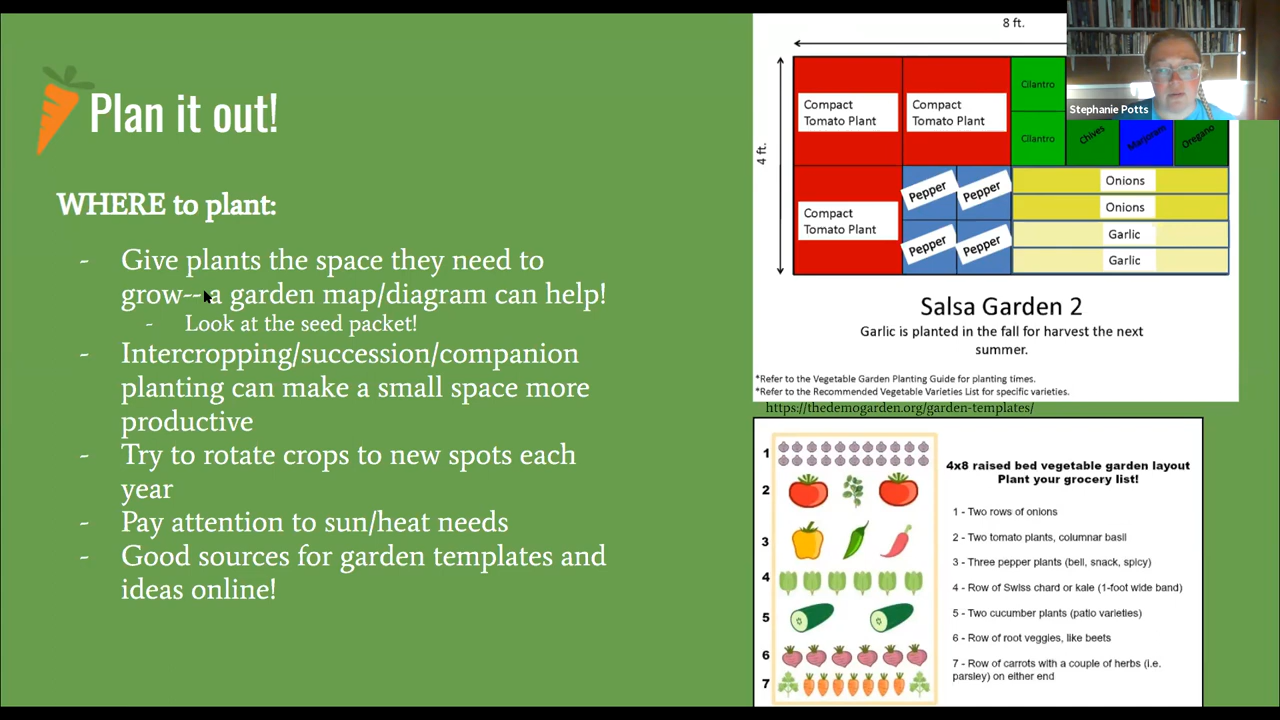 Plan it out!
WHERE to plant:
- Give plants the space they need to
grow--a garden map/diagram can help!
- Look at the seed packet!
- Intercropping/succession/companion
planting can make a small space more
productive
- Try to rotate crops to new spots each
year
- Pay attention to sun/heat needs
- Good sources for garden templates and
ideas online!
8 ft.
Stephanie Potts
4 ft.
Compact
Tomato Plant
Compact
Tomato Plant
Cilantro
Cilantro
Chives
Marjoram
Oregano
Compact
Tomato Plant
Pepper
Pepper
Pepper
Pepper
Onions
Onions
Garlic
Garlic
Salsa Garden 2
Garlic is planted in the fall for harvest the next
summer.
*Refer to the Vegetable Garden Planting Guide for planting times.
*Refer to the Recommended Vegetable Varieties List for specific varieties.
https://thedemogarden.org/garden-templates/
1
2
3
4
5
6
7
4x8 raised bed vegetable garden layout
Plant your grocery list!
1 - Two rows of onions
2 - Two tomato plants, columnar basil
3 - Three pepper plants (bell, snack, spicy)
4 - Row of Swiss chard or kale (1-foot wide band)
5 - Two cucumber plants (patio varieties)
6 - Row of root veggies, like beets
7 - Row of carrots with a couple of herbs (i.e.
parsley) on either end